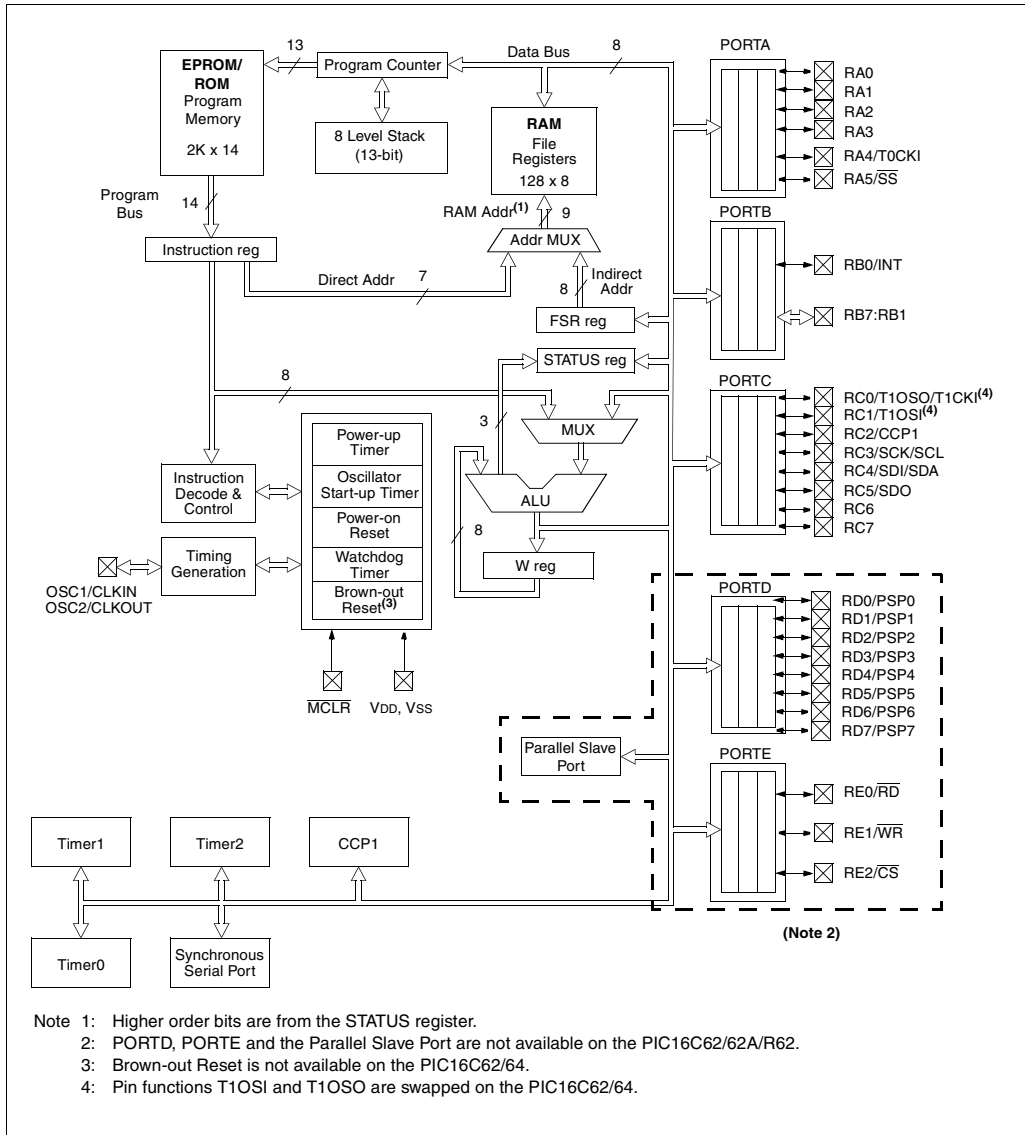 EPROM/
ROM
Program
Memory
2K x 14
13
Program Counter
8 Level Stack
(13-bit)
Data Bus
8
RAM
File
Registers
128 x 8
Program
Bus
14
Instruction reg
RAM Addr(1)
9
Addr MUX
Direct Addr
7
8
Indirect
Addr
FSR reg
STATUS reg
8
3
MUX
ALU
8
W reg
Power-up
Timer
Oscillator
Start-up Timer
Power-on
Reset
Watchdog
Timer
Brown-out
Reset(3)
Instruction
Decode &
Control
Timing
Generation
OSC1/CLKIN
OSC2/CLKOUT
MCLR
VDD, VSS
PORTA
RA0
RA1
RA2
RA3
RA4/T0CKI
RA5/SS
PORTB
RB0/INT
RB7:RB1
PORTC
RC0/T1OSO/T1CKI(4)
RC1/T1OSI(4)
RC2/CCP1
RC3/SCK/SCL
RC4/SDI/SDA
RC5/SDO
RC6
RC7
PORTD
RD0/PSP0
RD1/PSP1
RD2/PSP2
RD3/PSP3
RD4/PSP4
RD5/PSP5
RD6/PSP6
RD7/PSP7
Parallel Slave
Port
PORTE
RE0/RD
RE1/WR
RE2/CS
(Note 2)
Timer1
Timer2
CCP1
Timer0
Synchronous
Serial Port
Note 1: Higher order bits are from the STATUS register.
2: PORTD, PORTE and the Parallel Slave Port are not available on the PIC16C62/62A/R62.
3: Brown-out Reset is not available on the PIC16C62/64.
4: Pin functions T1OSI and T1OSO are swapped on the PIC16C62/64.